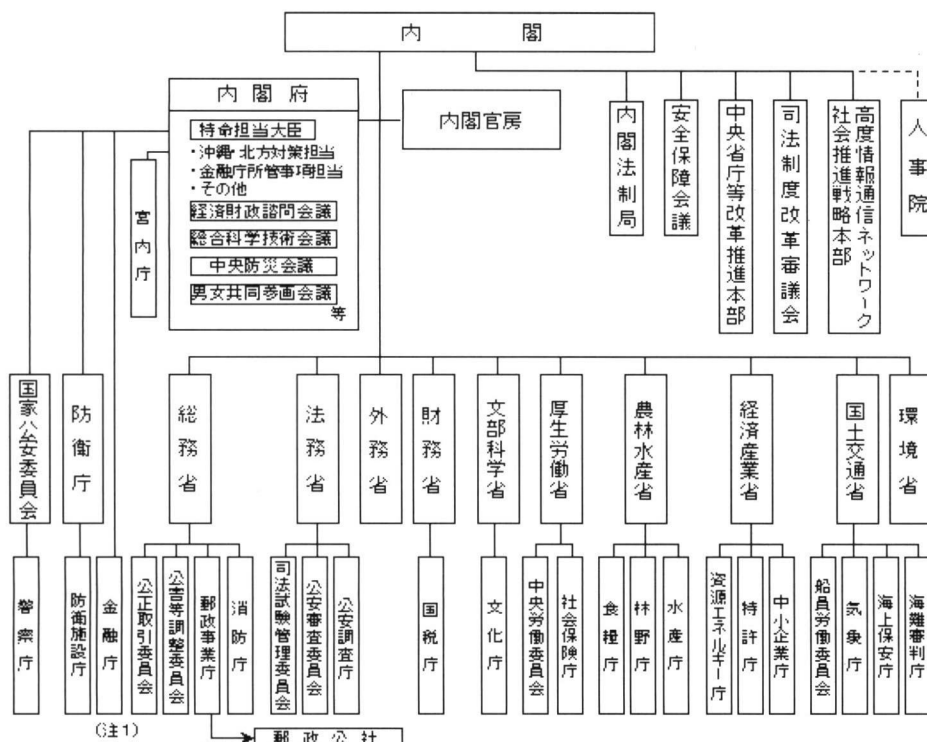 内閣
内閣府
特命担当大臣
・沖縄・北方対策担当
・金融庁所管事項担当
・その他
経済財政諮問会議
総合科学技術会議
中央防災会議
男女共同参画会議
等
宮内庁
内閣官房
内閣法制局
安全保障会議
中央省庁等改革推進本部
司法制度改革審議会
高度情報通信ネットワーク
社会推進戦略本部
人事院
国家公安委員会
防衛庁
総務省
法務省
外務省
財務省
文部科学省
厚生労働省
農林水産省
経済産業省
国土交通省
環境省
警察庁
防衛施設庁
金融庁
公正取引委員会
公害等調整委員会
郵政事業庁
消防庁
司法試験管理委員会
公安審査委員会
公安調査庁
国税庁
文化庁
中央労働委員会
社会保険庁
食糧庁
林野庁
水産庁
資源エネルギー庁
特許庁
中小企業庁
船員労働委員会
気象庁
海上保安庁
海難審判庁
(注1)
郵政公社